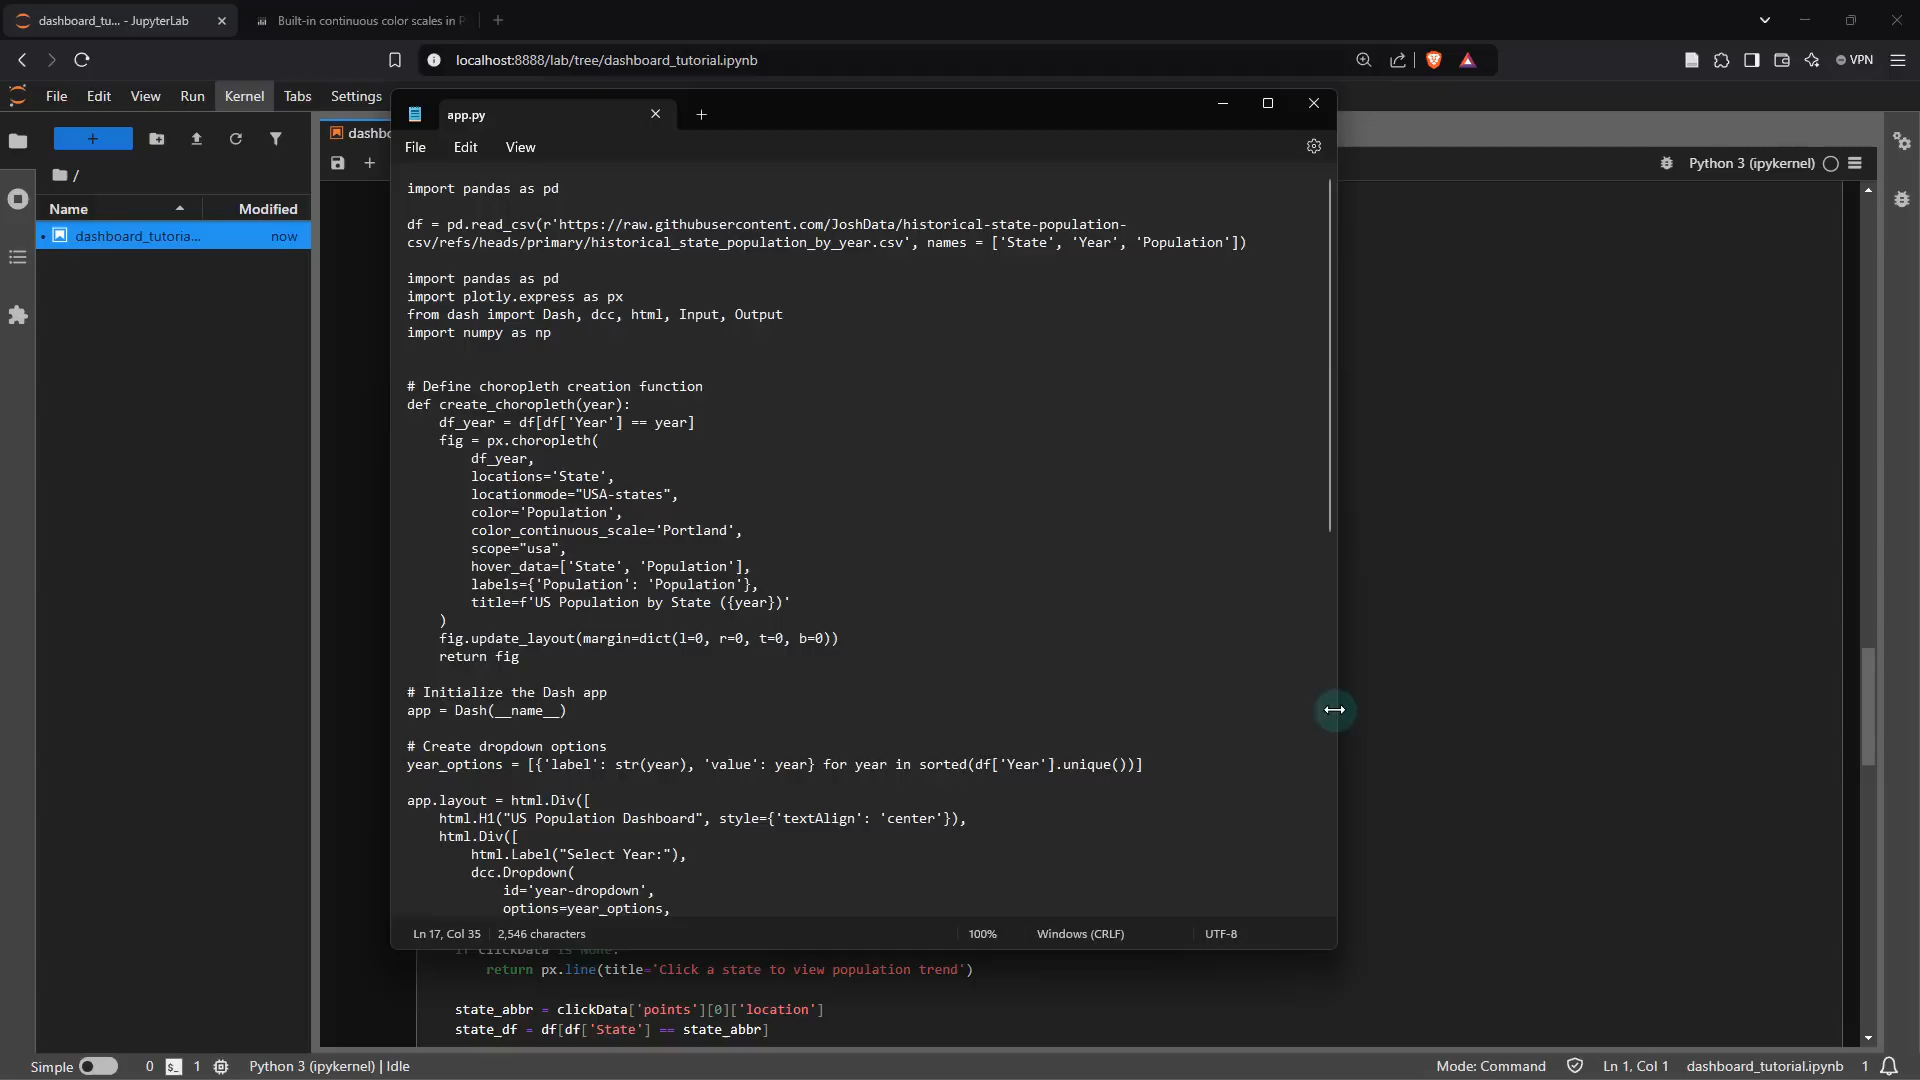 dashboard_tu... - JupyterLab
Built-in continuous color scales in P
localhost:8888/lab/tree/dashboard_tutorial.ipynb
VPN
File Edit View Run Kernel Tabs Settings
app.py
dashbo
File Edit View
Python 3 (ipykernel)
/
Name Modified
dashboard_tutoria... now
import pandas as pd
df = pd.read_csv(r'https://raw.githubusercontent.com/JoshData/historical-state-population-
csv/refs/heads/primary/historical_state_population_by_year.csv', names = ['State', 'Year', 'Population'])
import pandas as pd
import plotly.express as px
from dash import Dash, dcc, html, Input, Output
import numpy as np
# Define choropleth creation function
def create_choropleth(year):
    df_year = df[df['Year'] == year]
    fig = px.choropleth(
        df_year,
        locations='State',
        locationmode="USA-states",
        color='Population',
        color_continuous_scale='Portland',
        scope="usa",
        hover_data=['State', 'Population'],
        labels={'Population': 'Population'},
        title=f'US Population by State ({year})'
    )
    fig.update_layout(margin=dict(l=0, r=0, t=0, b=0))
    return fig
# Initialize the Dash app
app = Dash(__name__)
# Create dropdown options
year_options = [{'label': str(year), 'value': year} for year in sorted(df['Year'].unique())]
app.layout = html.Div([
    html.H1("US Population Dashboard", style={'textAlign': 'center'}),
    html.Div([
        html.Label("Select Year:"),
        dcc.Dropdown(
            id='year-dropdown',
            options=year_options,
Ln 17, Col 35 2,546 characters 100% Windows (CRLF) UTF-8
if clickData is None:
    return px.line(title='Click a state to view population trend')
state_abbr = clickData['points'][0]['location']
state_df = df[df['State'] == state_abbr]
Simple 0 $_ 1 Python 3 (ipykernel) | Idle Mode: Command Ln 1, Col 1 dashboard_tutorial.ipynb 1